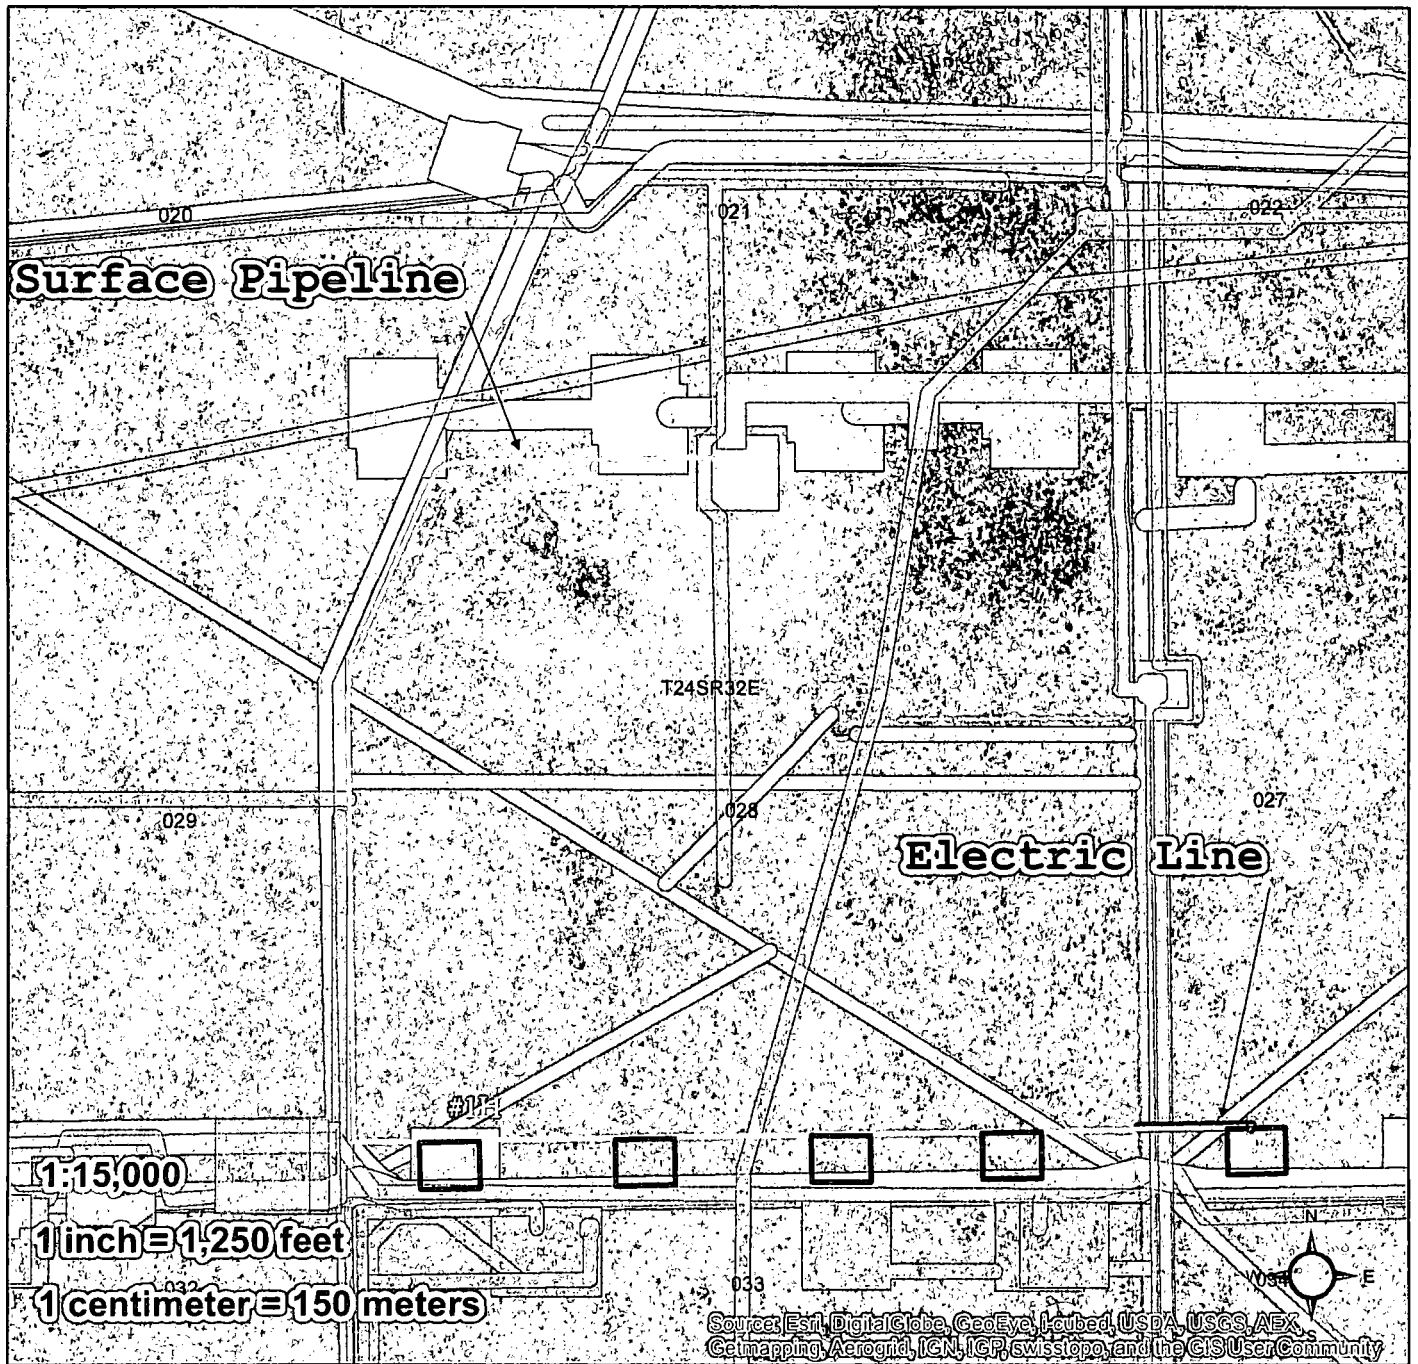 020
021
022
Surface Pipeline
T24SR32E
029
028
027
Electric Line
#1H
1:15,000
1 inch = 1,250 feet
1 centimeter = 150 meters
032
033
034
N
W
E
Source: Esri, DigitalGlobe, GeoEye, i-cubed, USDA, USGS, AEX,
Getmapping, Aerogrid, IGN, IGP, swisstopo, and the GIS User Community